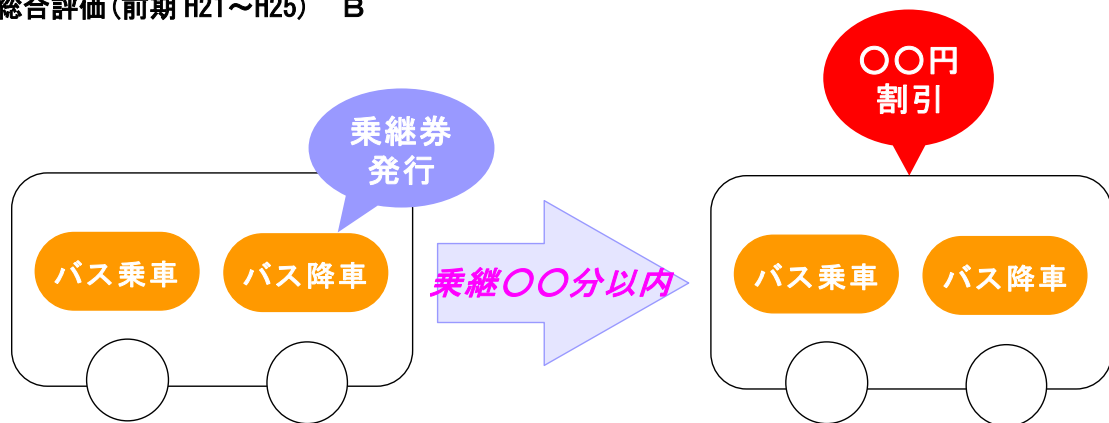 総合評価(前期 H21～H25)　B
〇〇円
割引
乗継券
発行
バス乗車
バス降車
乗継〇〇分以内
バス乗車
バス降車